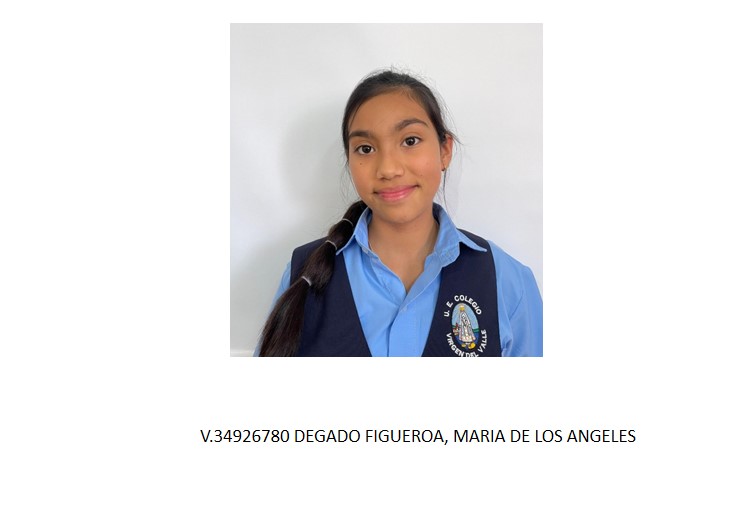 U. E. COLEGIO
VIRGEN DEL VALLE
V.34926780 DEGADO FIGUEROA, MARIA DE LOS ANGELES